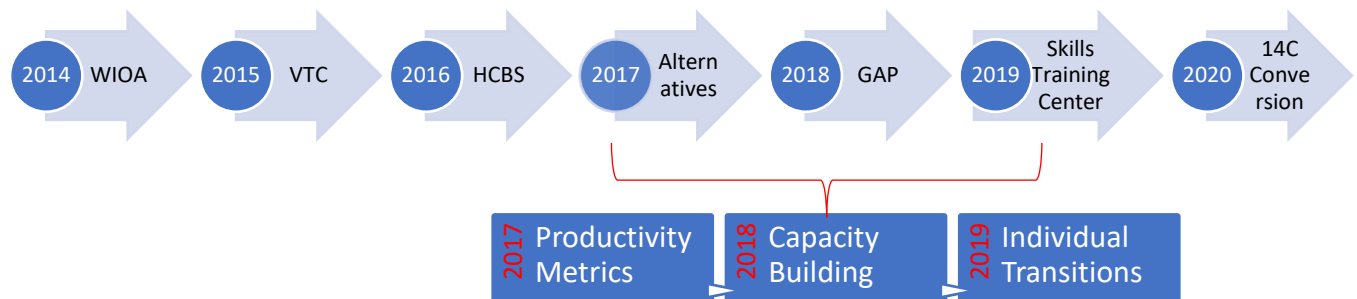 2014 WIOA
2015 VTC
2016 HCBS
2017 Altern
atives
2018 GAP
2019 Skills
Training
Center
2020 14C
Conve
rsion
2017 Productivity
Metrics
2018 Capacity
Building
2019 Individual
Transitions